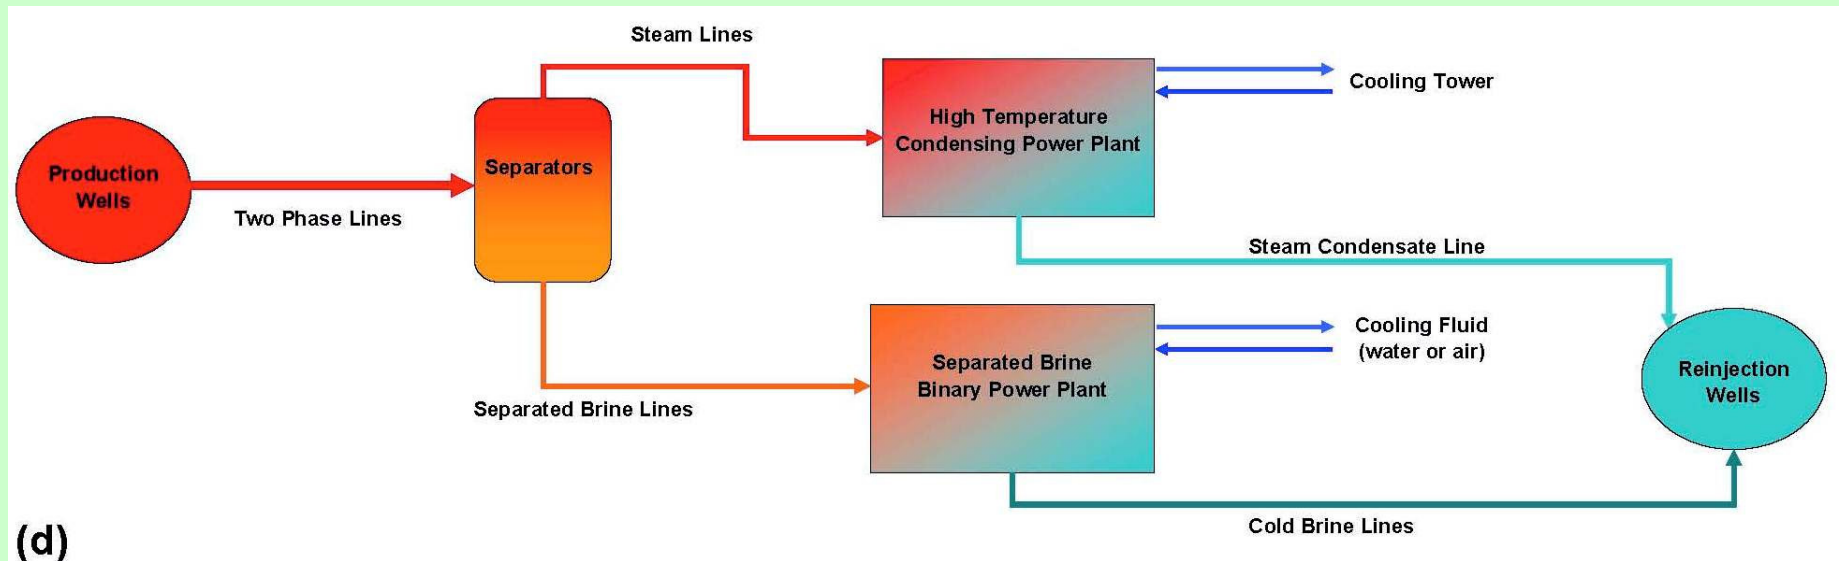 Steam Lines
Cooling Tower
High Temperature
Condensing Power Plant
Separators
Production
Wells
Two Phase Lines
Steam Condensate Line
Cooling Fluid
(water or air)
Separated Brine
Binary Power Plant
Reinjection
Wells
Separated Brine Lines
Cold Brine Lines
(d)